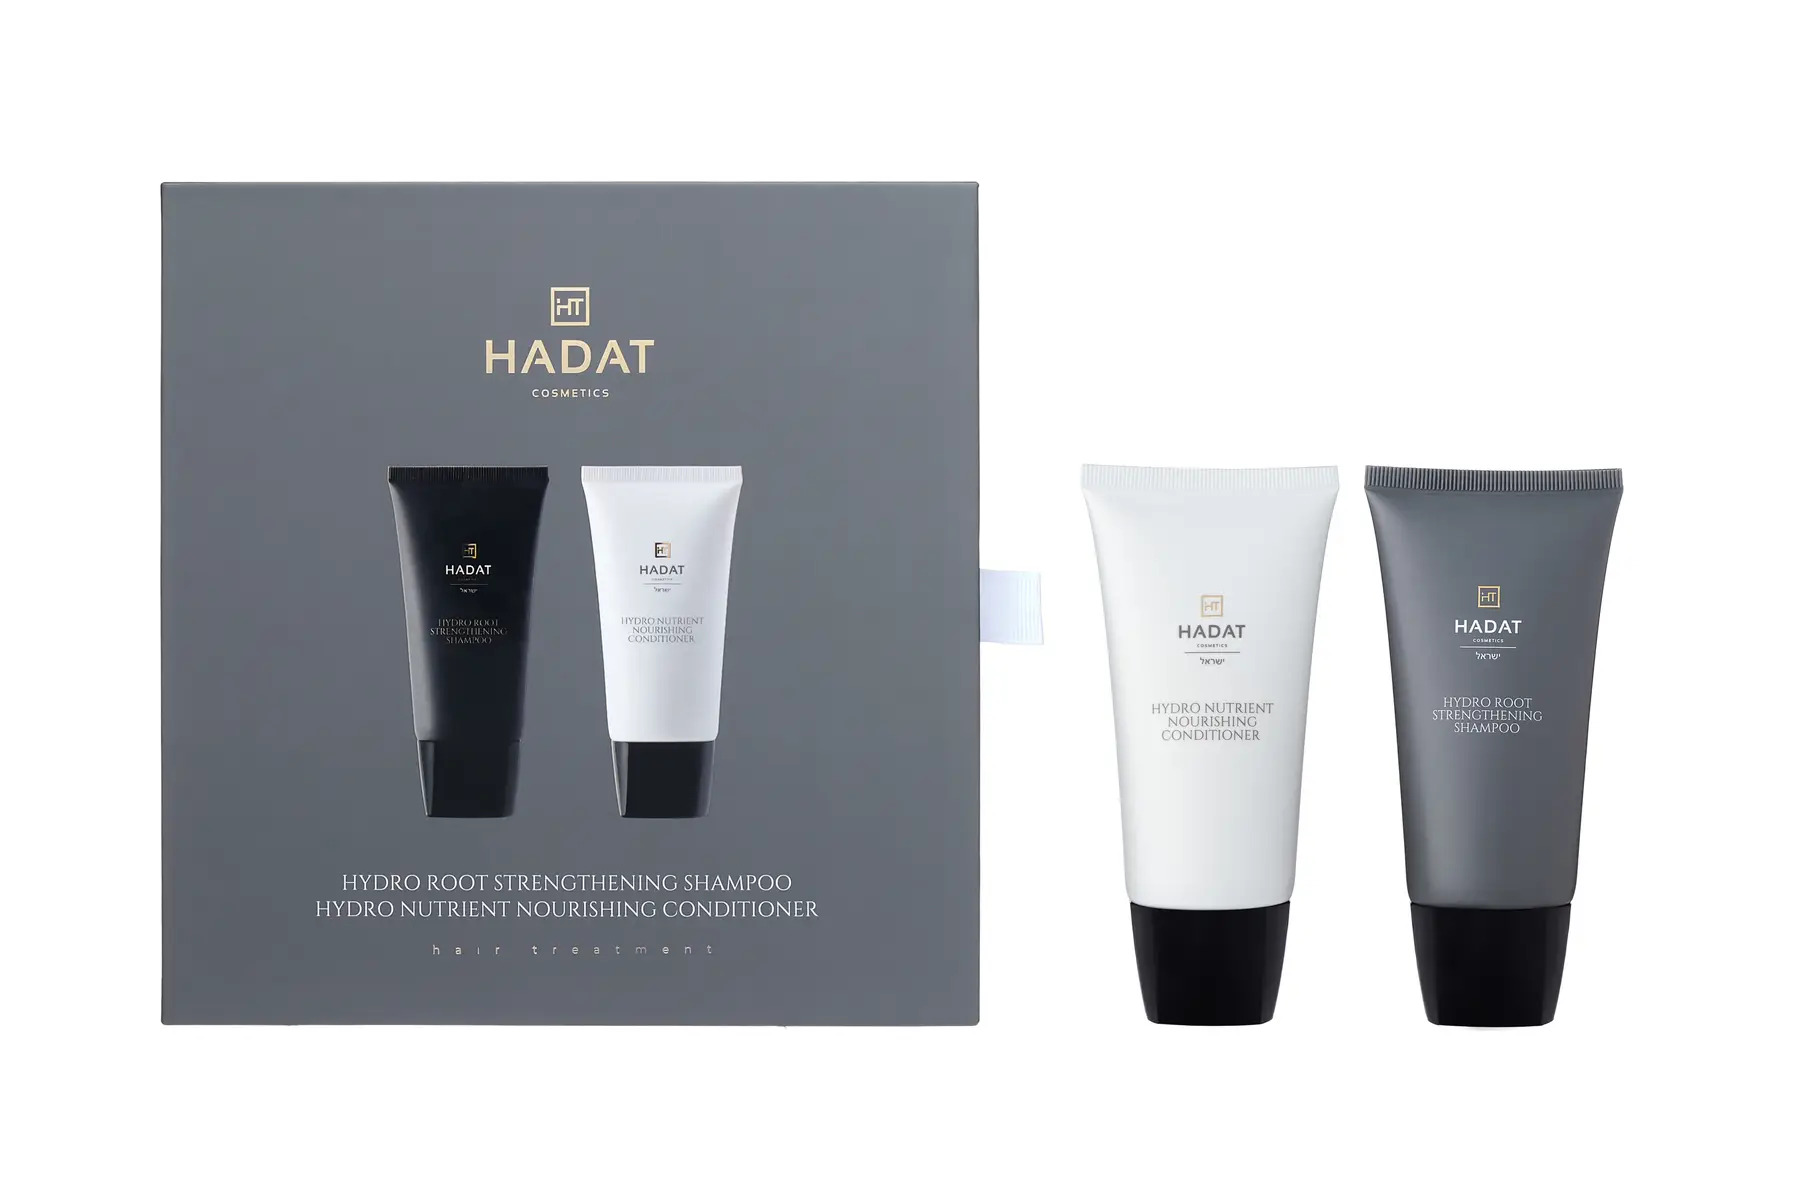 HT
HADAT
COSMETICS
HT
HADAT
ישראל
HYDRO ROOT
STRENGTHENING
SHAMPOO
HT
HADAT
COSMETICS
ישראל
HYDRO NUTRIENT
NOURISHING
CONDITIONER
HYDRO ROOT STRENGTHENING SHAMPOO
HYDRO NUTRIENT NOURISHING CONDITIONER
hair treatment
HT
HADAT
COSMETICS
ישראל
HYDRO NUTRIENT
NOURISHING
CONDITIONER
HT
HADAT
COSMETICS
ישראל
HYDRO ROOT
STRENGTHENING
SHAMPOO